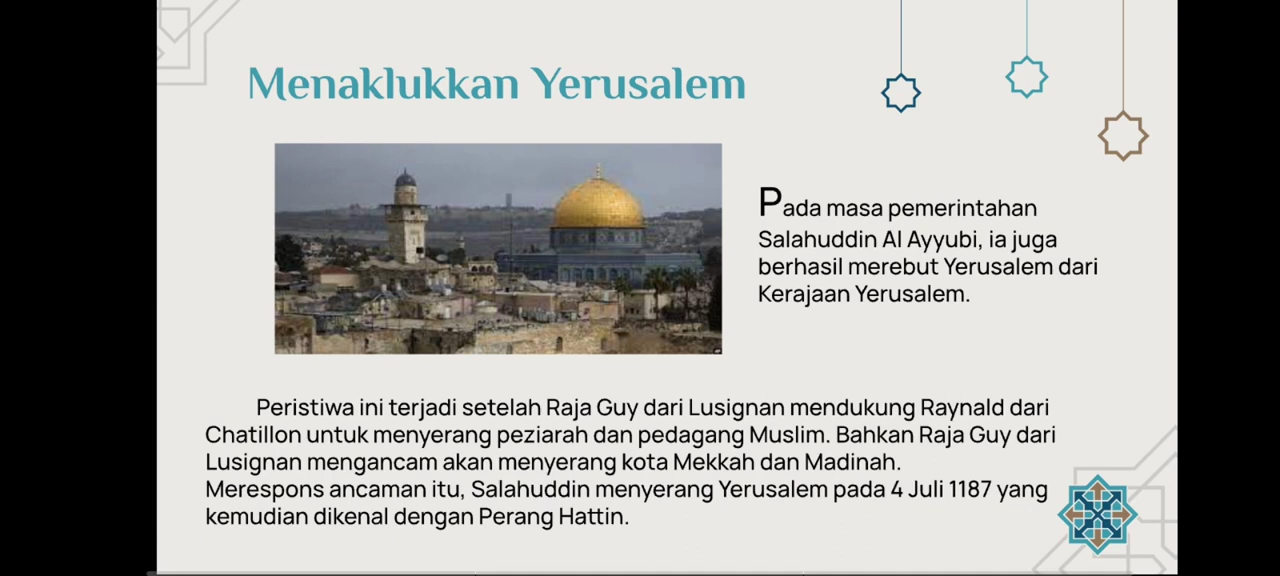 Menaklukkan Yerusalem
Pada masa pemerintahan
Salahuddin Al Ayyubi, ia juga
berhasil merebut Yerusalem dari
Kerajaan Yerusalem.
Peristiwa ini terjadi setelah Raja Guy dari Lusignan mendukung Raynald dari
Chatillon untuk menyerang peziarah dan pedagang Muslim. Bahkan Raja Guy dari
Lusignan mengancam akan menyerang kota Mekkah dan Madinah.
Merespons ancaman itu, Salahuddin menyerang Yerusalem pada 4 Juli 1187 yang
kemudian dikenal dengan Perang Hattin.